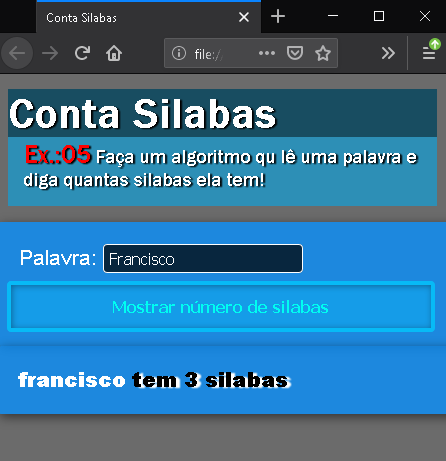 Conta Silabas
file:/
Conta Silabas
Ex.:05 Faça um algoritmo qu lê uma palavra e
diga quantas silabas ela tem!
Palavra: Francisco
Mostrar número de silabas
francisco tem 3 silabas